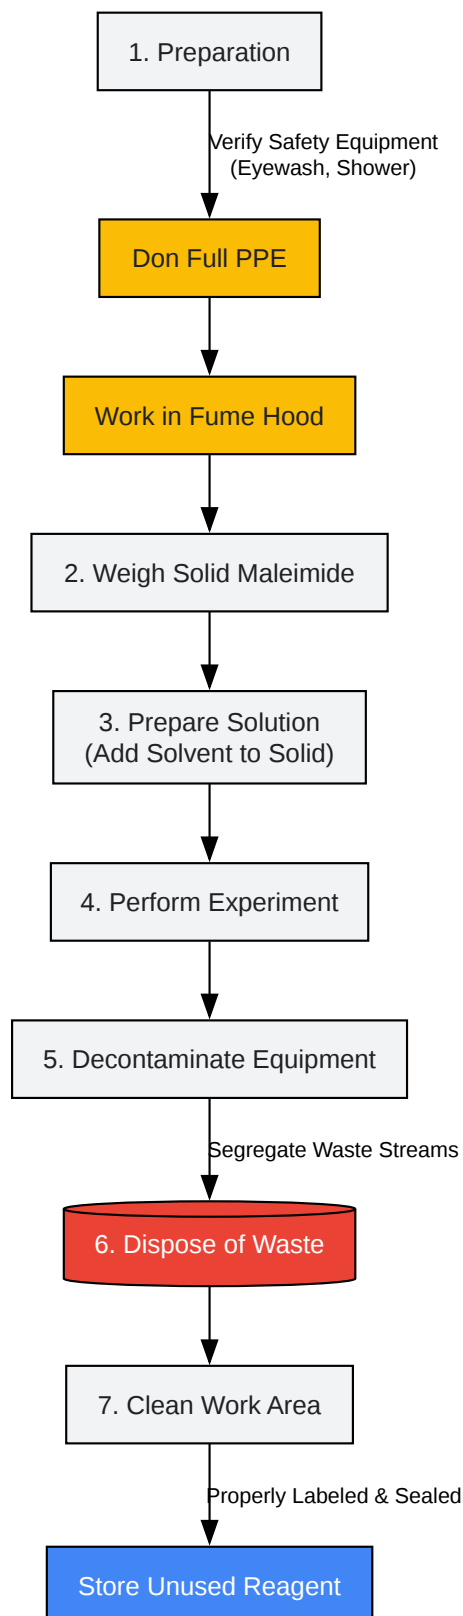 1. Preparation
Verify Safety Equipment
(Eyewash, Shower)
Don Full PPE
Work in Fume Hood
2. Weigh Solid Maleimide
3. Prepare Solution
(Add Solvent to Solid)
4. Perform Experiment
5. Decontaminate Equipment
Segregate Waste Streams
6. Dispose of Waste
7. Clean Work Area
Properly Labeled & Sealed
Store Unused Reagent